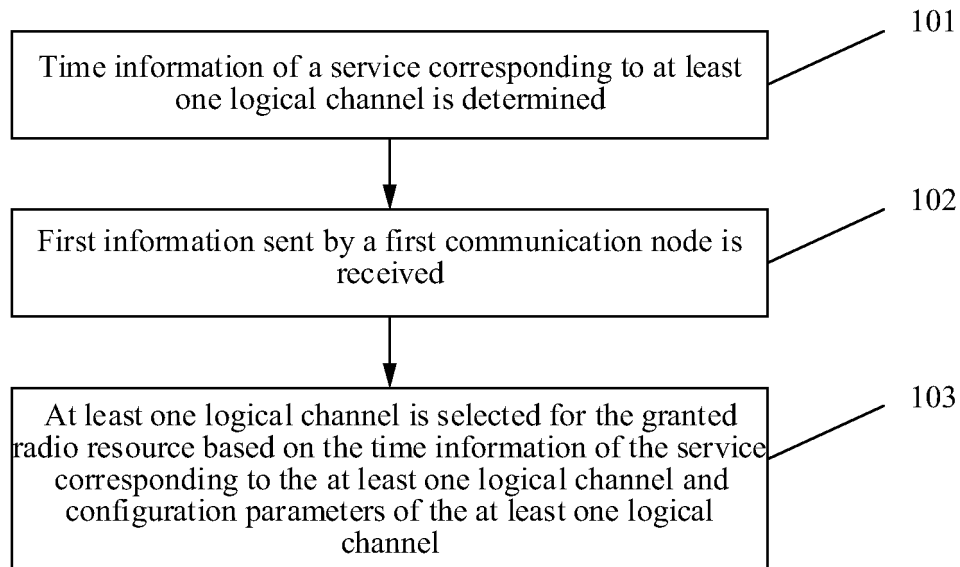 101
Time information of a service corresponding to at least
one logical channel is determined
102
First information sent by a first communication node is
received
103
At least one logical channel is selected for the granted
radio resource based on the time information of the service
corresponding to the at least one logical channel and
configuration parameters of the at least one logical
channel